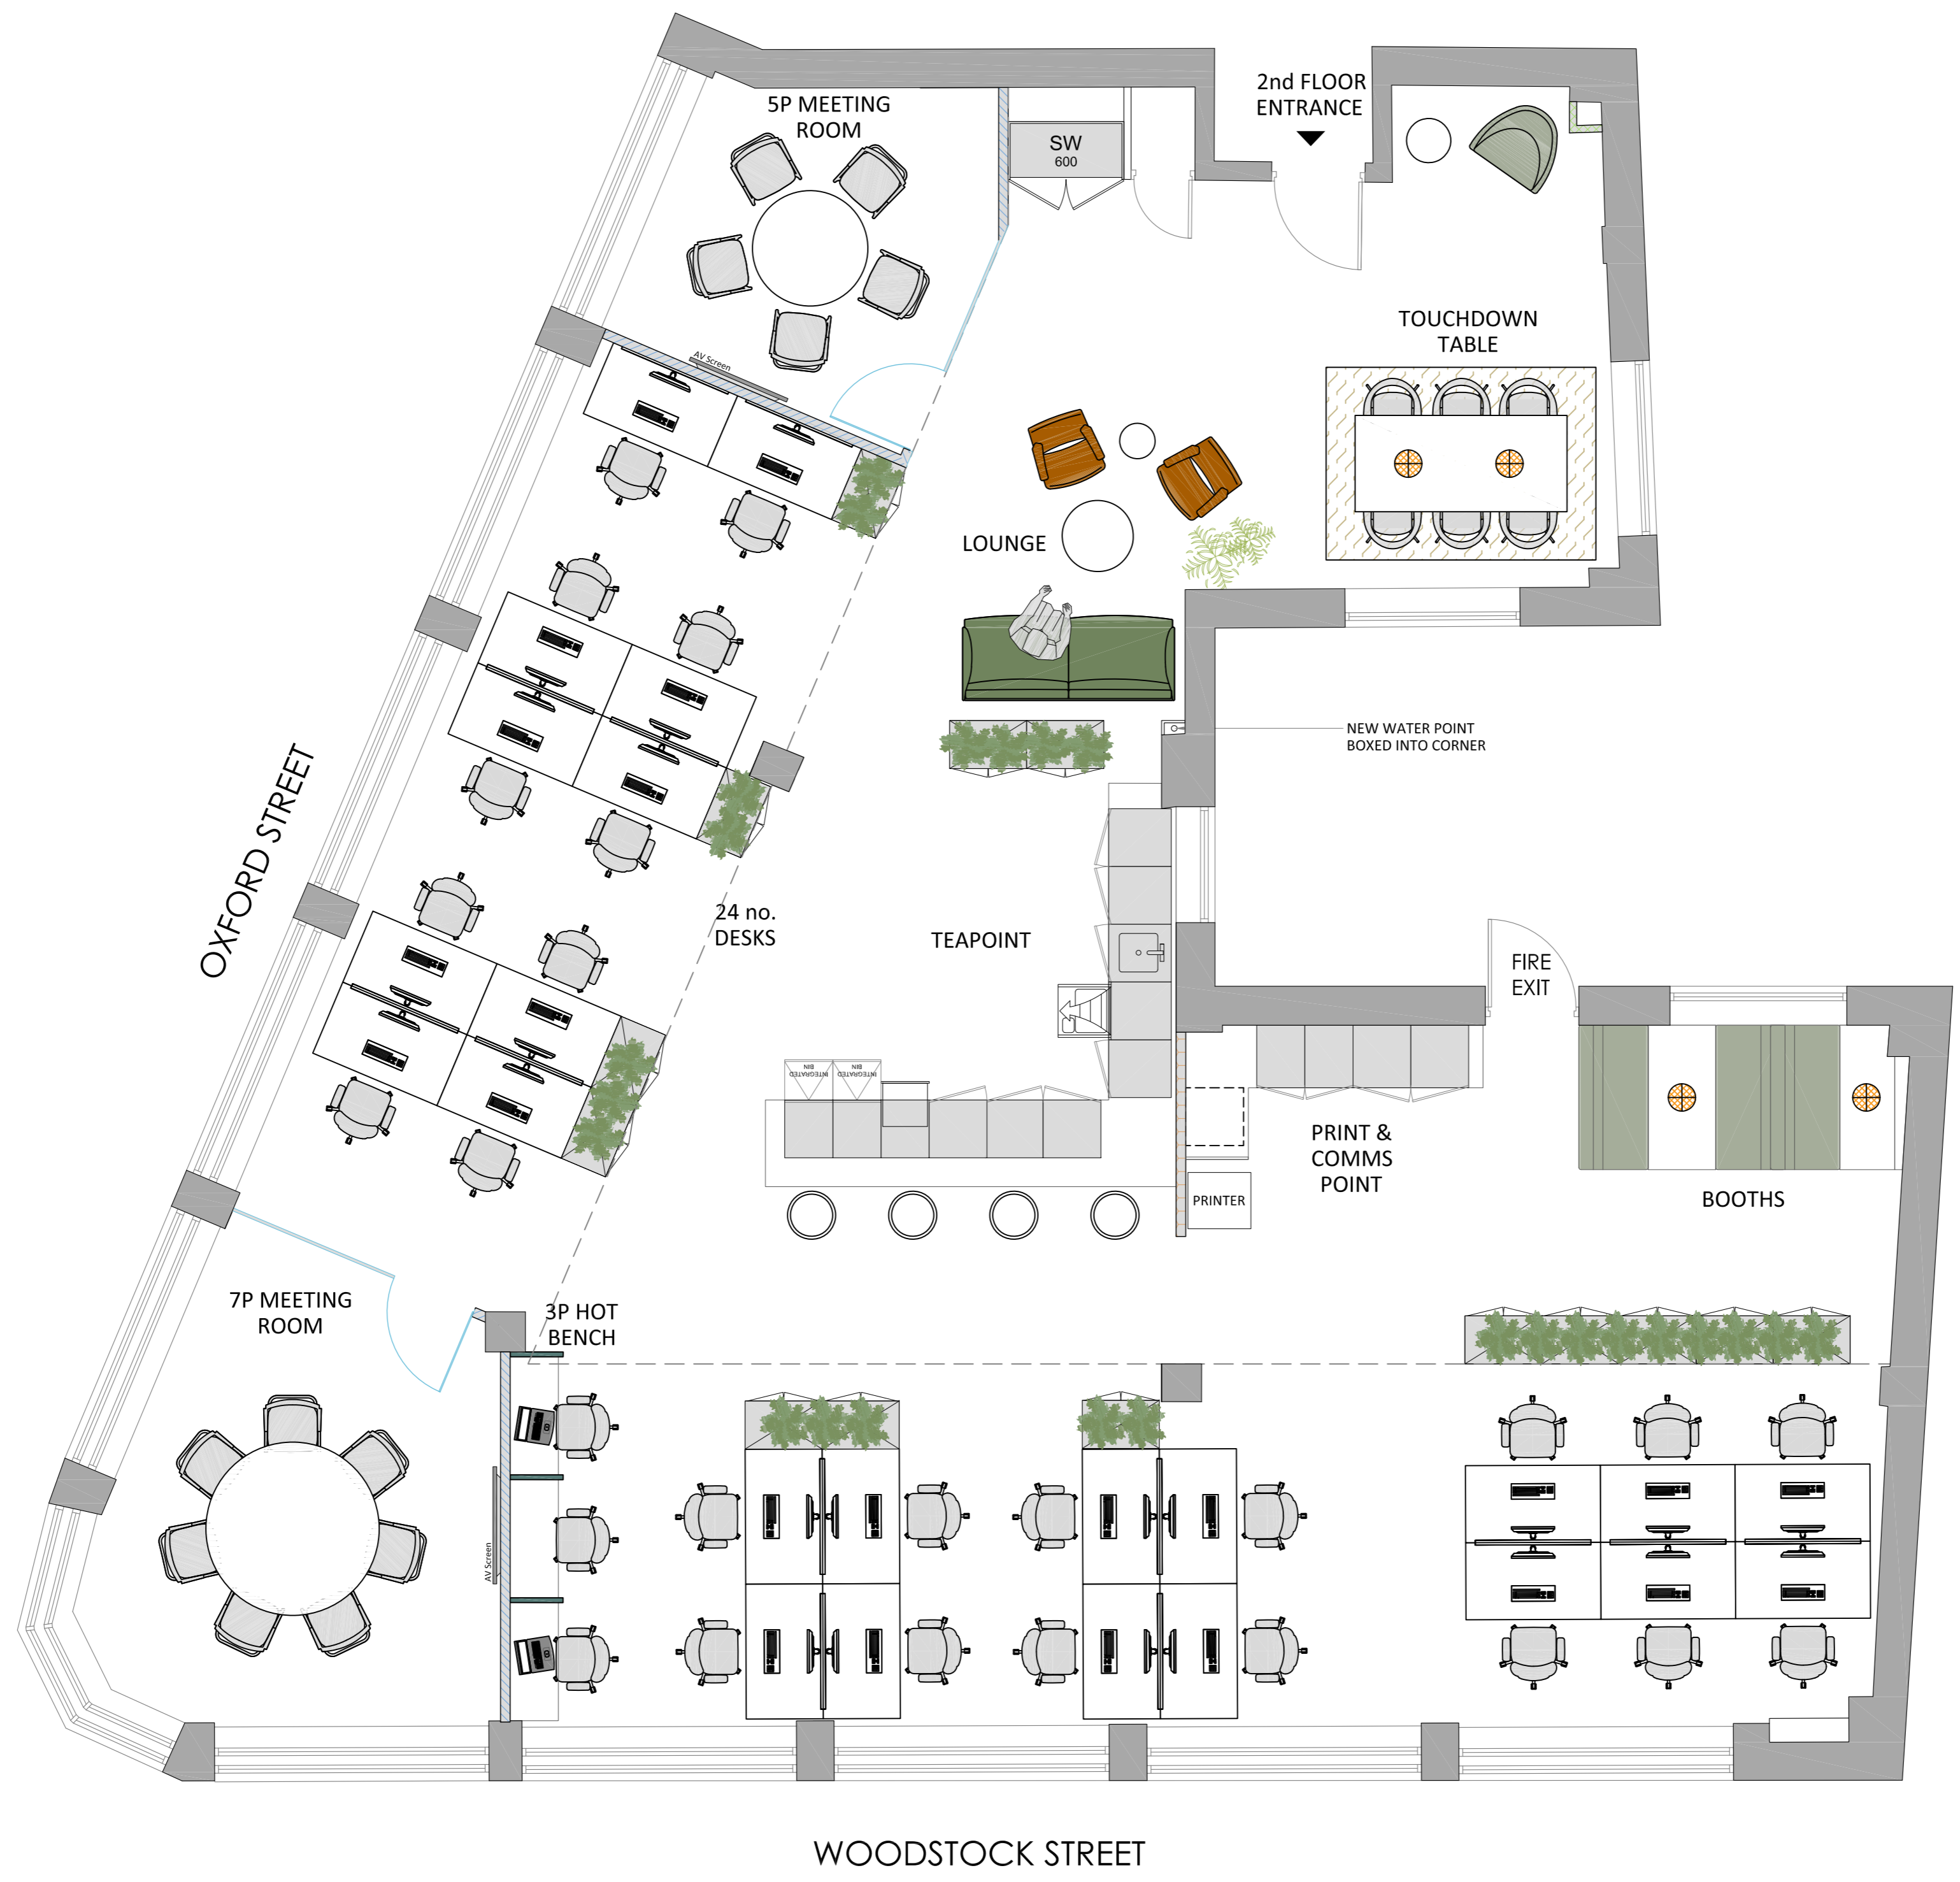 2nd FLOOR
ENTRANCE
5P MEETING
ROOM
SW
600
TOUCHDOWN
TABLE
AV Screen
LOUNGE
NEW WATER POINT
BOXED INTO CORNER
OXFORD STREET
24 no.
DESKS
TEAPOINT
FIRE
EXIT
INTEGRATED
BIN
INTEGRATED
BIN
PRINT &
COMMS
POINT
PRINTER
BOOTHS
7P MEETING
ROOM
3P HOT
BENCH
AV Screen
WOODSTOCK STREET